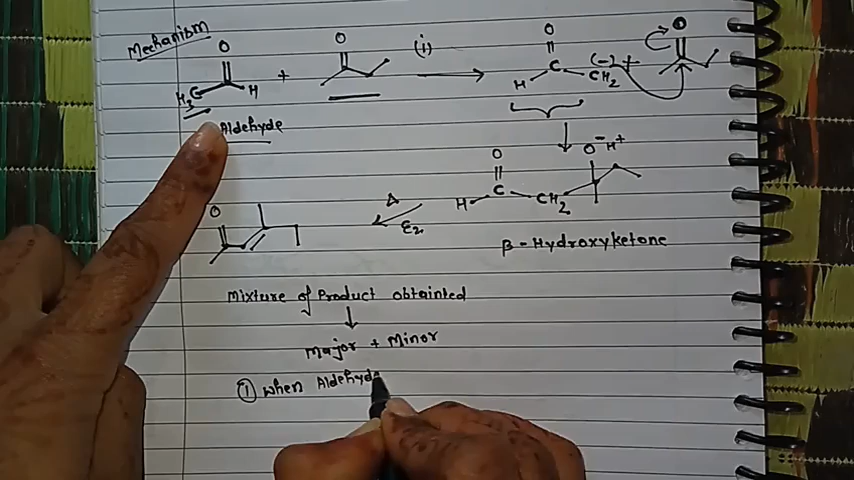 Mechanism
O O (i) O O
H3C H + H C CH2 (-) +
Aldehyde
O O- H+
Δ H C CH2
O E2
β-Hydroxyketone
Mixture of Product obtainted
Major + Minor
① when Aldehyde